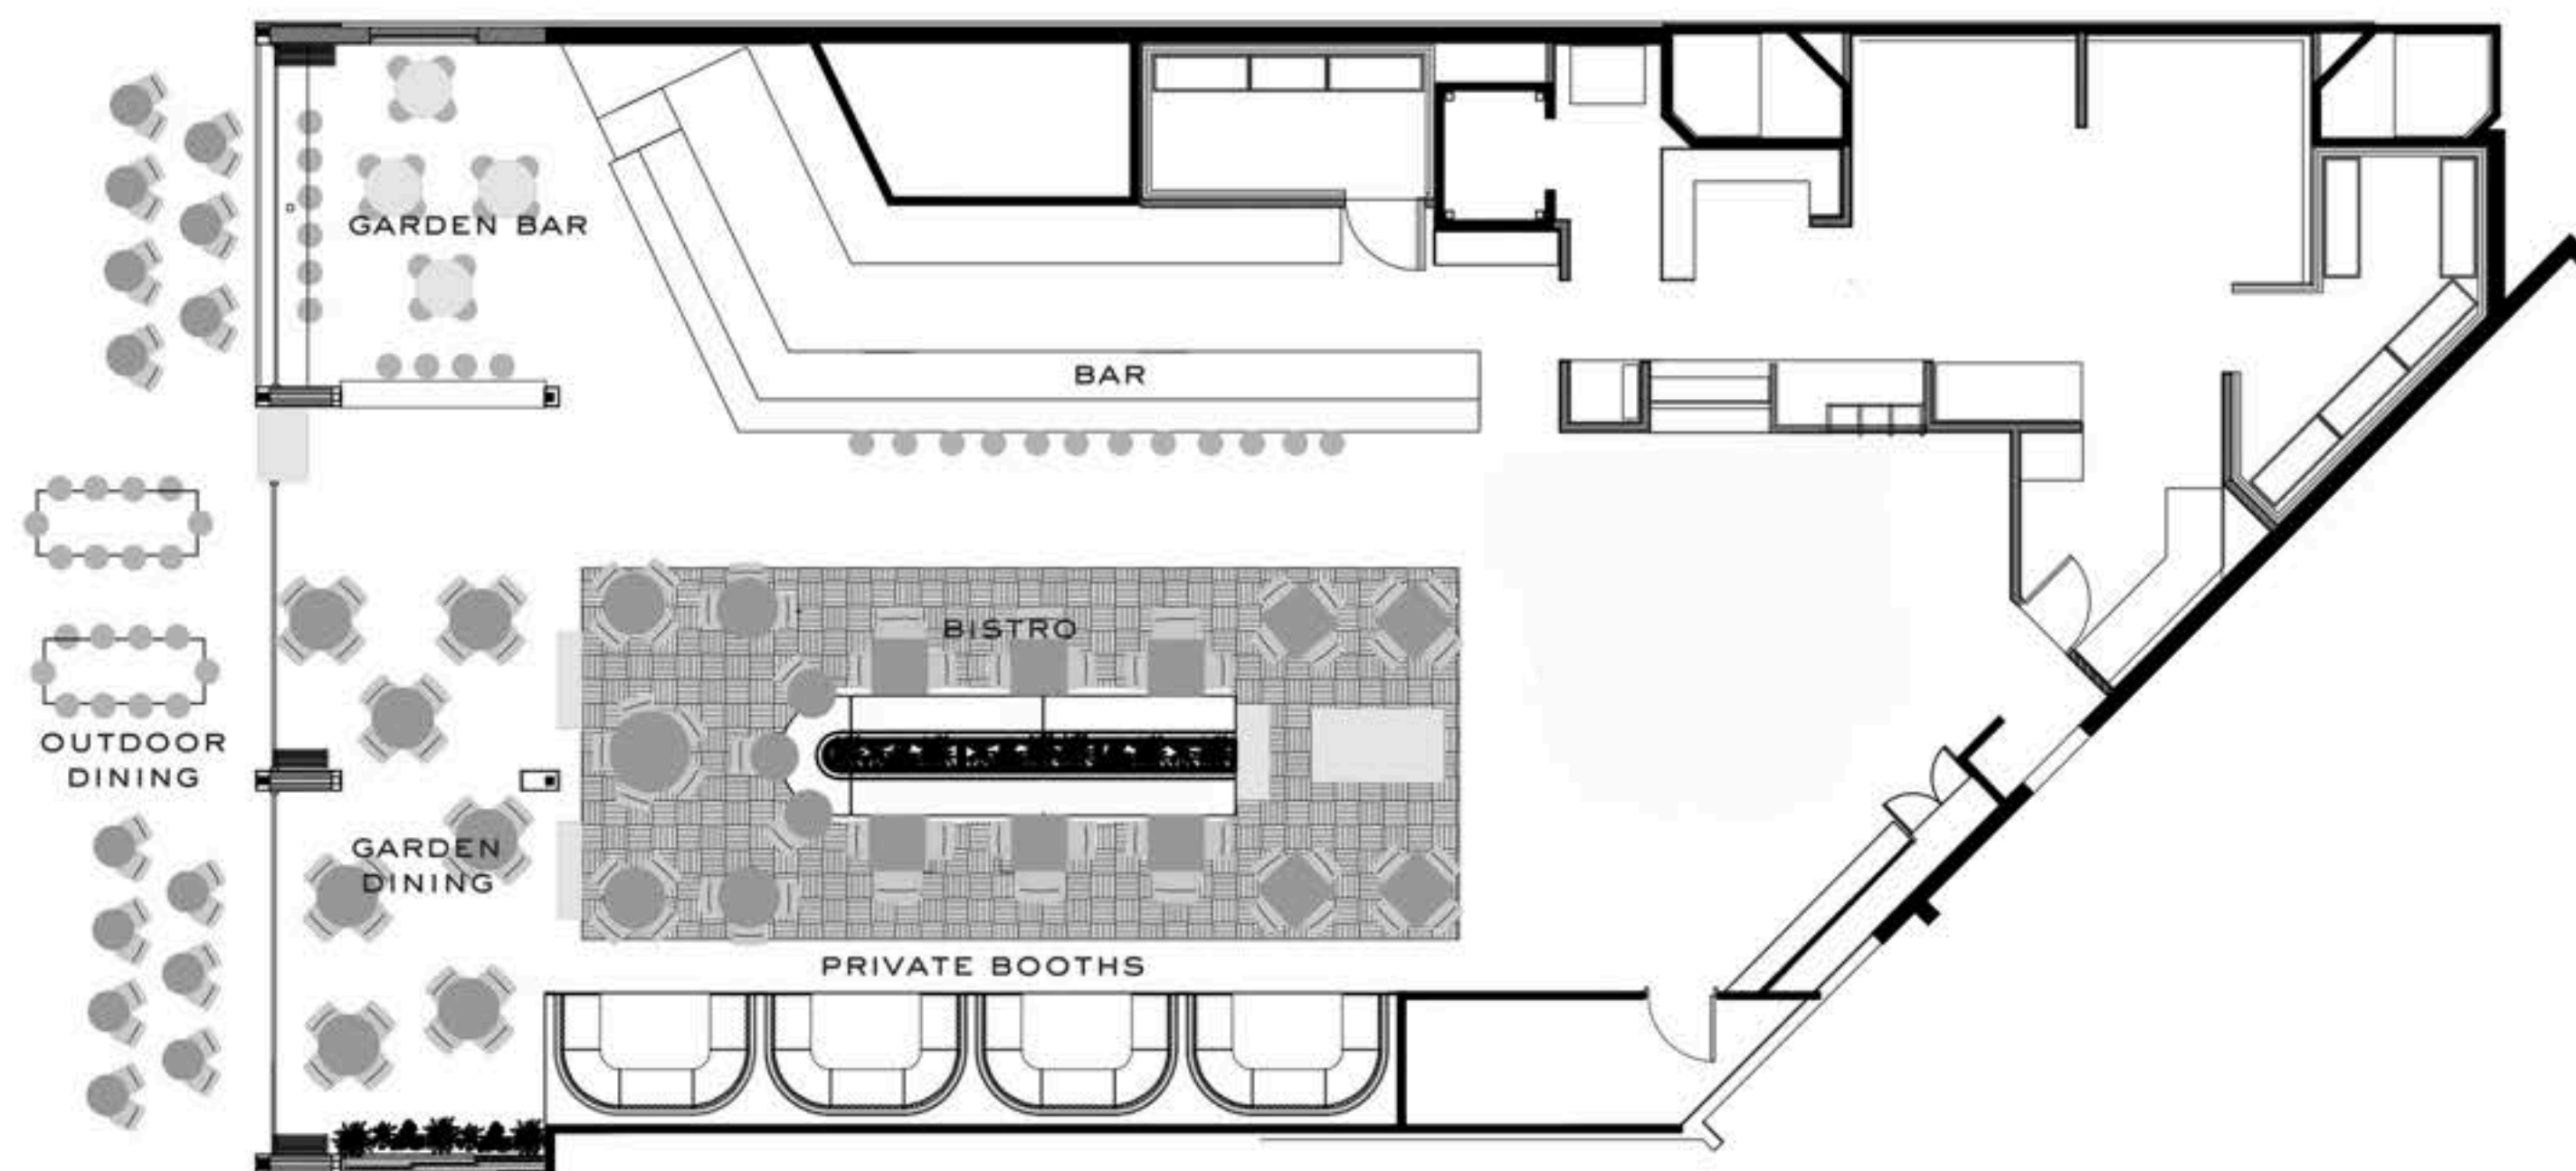 GARDEN BAR
BAR
BISTRO
OUTDOOR
DINING
GARDEN
DINING
PRIVATE BOOTHS